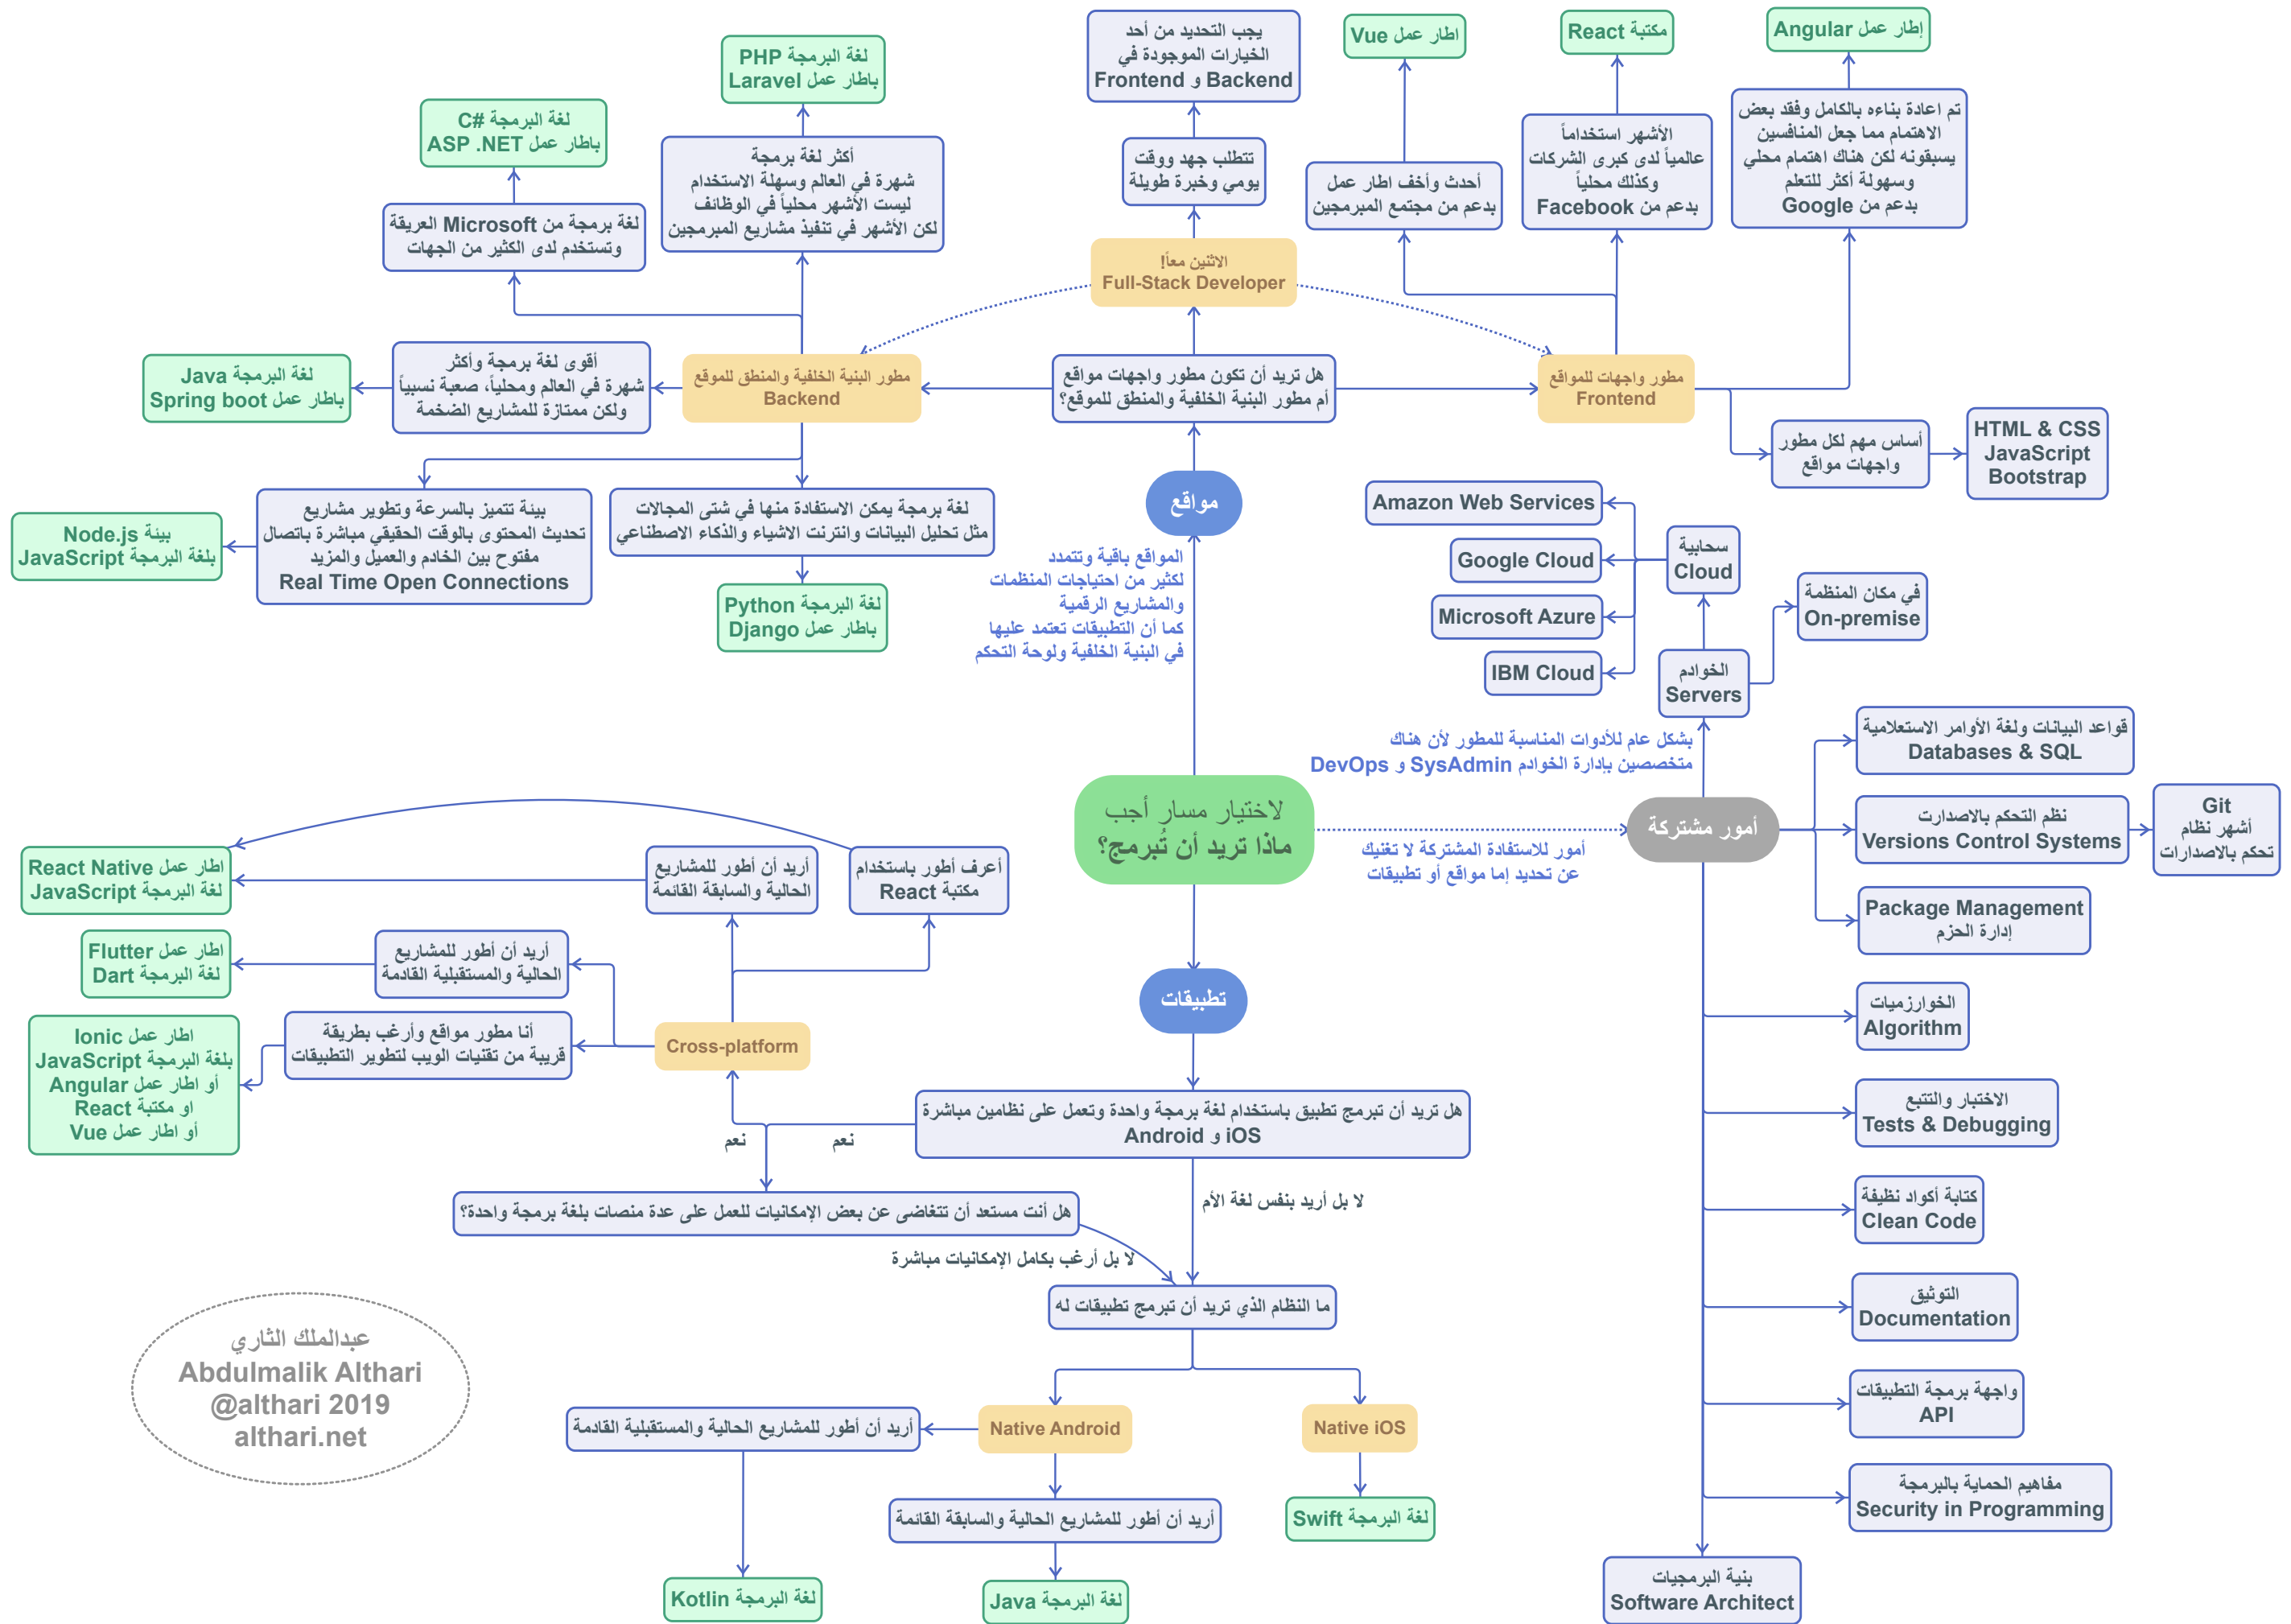 لغة البرمجة PHP
باطار عمل Laravel
يجب التحديد من أحد
الخيارات الموجودة في
Frontend و Backend
اطار عمل Vue
مكتبة React
إطار عمل Angular
لغة البرمجة C#
باطار عمل ASP .NET
أكثر لغة برمجة
شهرة في العالم وسهلة الاستخدام
ليست الأشهر محلياً في الوظائف
لكن الأشهر في تنفيذ مشاريع المبرمجين
تتطلب جهد ووقت
يومي وخبرة طويلة
أحدث وأخف اطار عمل
بدعم من مجتمع المبرمجين
الأشهر استخداماً
عالمياً لدى كبرى الشركات
وكذلك محلياً
بدعم من Facebook
تم اعادة بناءه بالكامل وفقد بعض
الاهتمام مما جعل المنافسين
يسبقونه لكن هناك اهتمام محلي
وسهولة أكثر للتعلم
بدعم من Google
لغة برمجة من Microsoft العريقة
وتستخدم لدى الكثير من الجهات
الاثنين معاً!
Full-Stack Developer
لغة البرمجة Java
باطار عمل Spring boot
أقوى لغة برمجة وأكثر
شهرة في العالم ومحلياً، صعبة نسبياً
ولكن ممتازة للمشاريع الضخمة
مطور البنية الخلفية والمنطق للموقع
Backend
هل تريد أن تكون مطور واجهات مواقع
أم مطور البنية الخلفية والمنطق للموقع؟
مطور واجهات للمواقع
Frontend
أساس مهم لكل مطور
واجهات مواقع
HTML & CSS
JavaScript
Bootstrap
بيئة Node.js
بلغة البرمجة JavaScript
بيئة تتميز بالسرعة وتطوير مشاريع
تحديث المحتوى بالوقت الحقيقي مباشرة باتصال
مفتوح بين الخادم والعميل والمزيد
Real Time Open Connections
لغة برمجة يمكن الاستفادة منها في شتى المجالات
مثل تحليل البيانات وانترنت الاشياء والذكاء الاصطناعي
لغة البرمجة Python
باطار عمل Django
مواقع
المواقع باقية وتتمدد
لكثير من احتياجات المنظمات
والمشاريع الرقمية
كما أن التطبيقات تعتمد عليها
في البنية الخلفية ولوحة التحكم
Amazon Web Services
Google Cloud
Microsoft Azure
IBM Cloud
سحابية
Cloud
في مكان المنظمة
On-premise
الخوادم
Servers
بشكل عام للأدوات المناسبة للمطور لأن هناك
متخصصين بإدارة الخوادم SysAdmin و DevOps
قواعد البيانات ولغة الأوامر الاستعلامية
Databases & SQL
لاختيار مسار أجب
ماذا تريد أن تُبرمج؟
أمور مشتركة
أمور للاستفادة المشتركة لا تغنيك
عن تحديد إما مواقع أو تطبيقات
نظم التحكم بالاصدارت
Versions Control Systems
Git
أشهر نظام
تحكم بالاصدارات
Package Management
إدارة الحزم
اطار عمل React Native
لغة البرمجة JavaScript
أريد أن أطور للمشاريع
الحالية والسابقة القائمة
أعرف أطور باستخدام
مكتبة React
اطار عمل Flutter
لغة البرمجة Dart
أريد أن أطور للمشاريع
الحالية والمستقبلية القادمة
تطبيقات
الخوارزميات
Algorithm
اطار عمل Ionic
بلغة البرمجة JavaScript
أو اطار عمل Angular
او مكتبة React
أو اطار عمل Vue
أنا مطور مواقع وأرغب بطريقة
قريبة من تقنيات الويب لتطوير التطبيقات
Cross-platform
هل تريد أن تبرمج تطبيق باستخدام لغة برمجة واحدة وتعمل على نظامين مباشرة
iOS و Android
نعم
نعم
الاختبار والتتبع
Tests & Debugging
هل أنت مستعد أن تتغاضى عن بعض الإمكانيات للعمل على عدة منصات بلغة برمجة واحدة؟
لا بل أريد بنفس لغة الأم
لا بل أرغب بكامل الإمكانيات مباشرة
كتابة أكواد نظيفة
Clean Code
ما النظام الذي تريد أن تبرمج تطبيقات له
التوثيق
Documentation
عبدالملك الثاري
Abdulmalik Althari
@althari 2019
althari.net
أريد أن أطور للمشاريع الحالية والمستقبلية القادمة
Native Android
Native iOS
واجهة برمجة التطبيقات
API
أريد أن أطور للمشاريع الحالية والسابقة القائمة
لغة البرمجة Swift
مفاهيم الحماية بالبرمجة
Security in Programming
لغة البرمجة Kotlin
لغة البرمجة Java
بنية البرمجيات
Software Architect